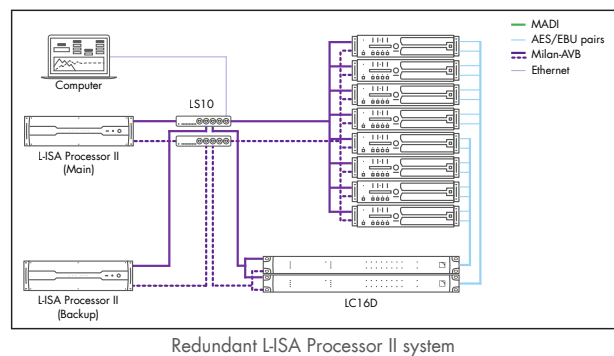 MADI
AES/EBU pairs
Milan-AVB
Ethernet
Computer
LS10
L-ISA Processor II
(Main)
L-ISA Processor II
(Backup)
LC16D
Redundant L-ISA Processor II system